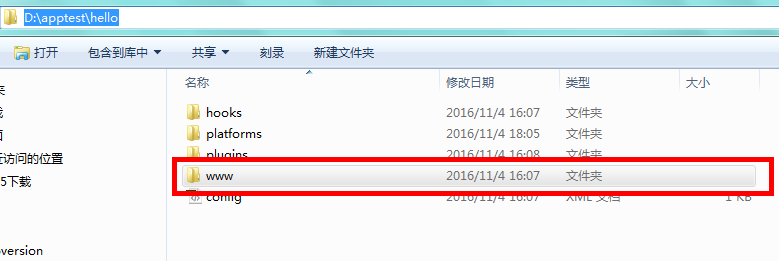 D:\apptest\hello
打开 包含到库中 共享 刻录 新建文件夹
名称 修改日期 类型 大小
hooks 2016/11/4 16:07 文件夹
platforms 2016/11/4 18:05 文件夹
plugins 2016/11/4 16:08 文件夹
访问的位置
www 2016/11/4 16:07 文件夹
5下载
config 2016/11/4 16:07 XML 文档 1 KB
version